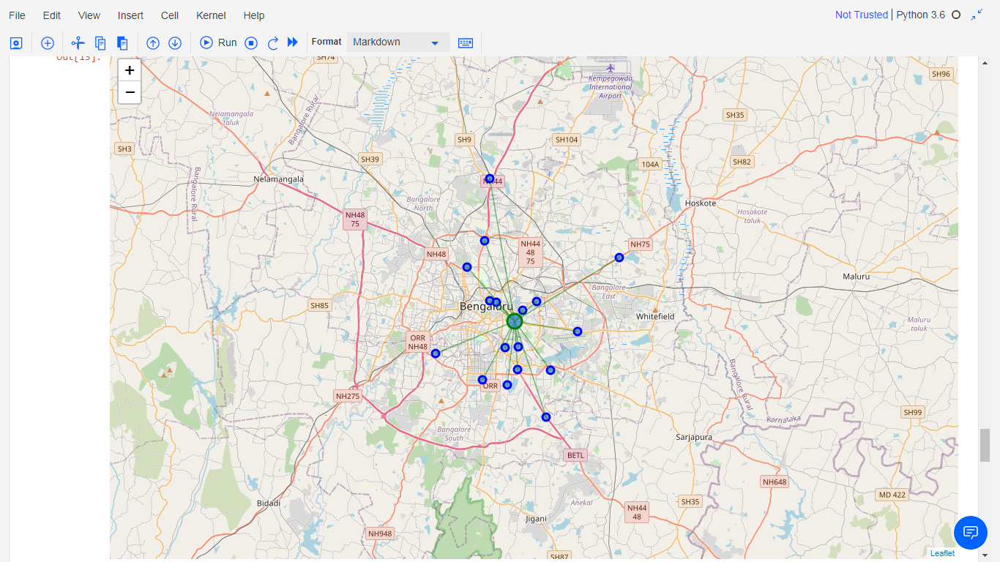 File Edit View Insert Cell Kernel Help
Not Trusted Python 3.6
Run Format Markdown
Out[13]:
+
−
SH74
Kempegowda
International
Airport
SH96
Nelamangala
taluk
Bangalore Rural
SH35
SH3
SH9
SH104
SH39
SH82
104A
Bangalore Rural
Nelamangala
NH44
Bangalore
North
Hoskote
Hosakote
taluk
NH48
75
NH48
NH44
48
75
NH75
Maluru
Bangalore
East
SH85
Bengaluru
Whitefield
Maluru
taluk
ORR
NH48
ORR
NH275
Bangalore Rural
Karnataka
SH99
Bangalore
South
Sarjapura
BETL
NH648
MD 422
Bidadi
Anekal
SH35
NH44
48
Jigani
NH948
SH87
Leaflet